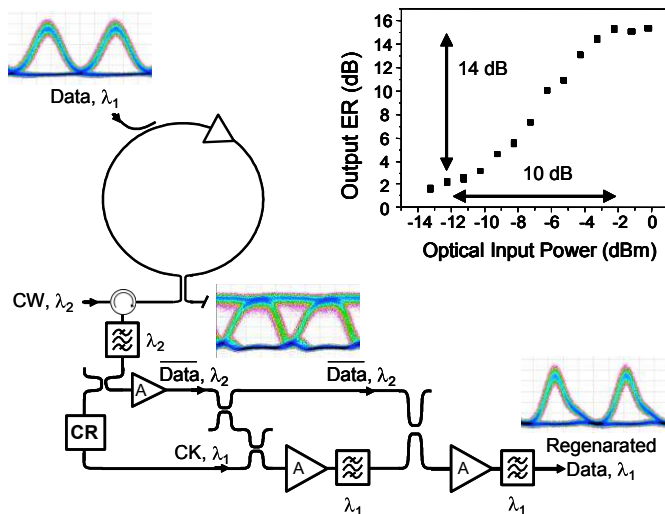 Data, λ1
CW, λ2
λ2
Data, λ2
Data, λ2
A
CR
CK, λ1
A
λ1
A
λ1
Regenarated
Data, λ1
Output ER (dB)
16
14
12
10
8
6
4
2
0
14 dB
10 dB
-14 -12 -10 -8 -6 -4 -2 0
Optical Input Power (dBm)